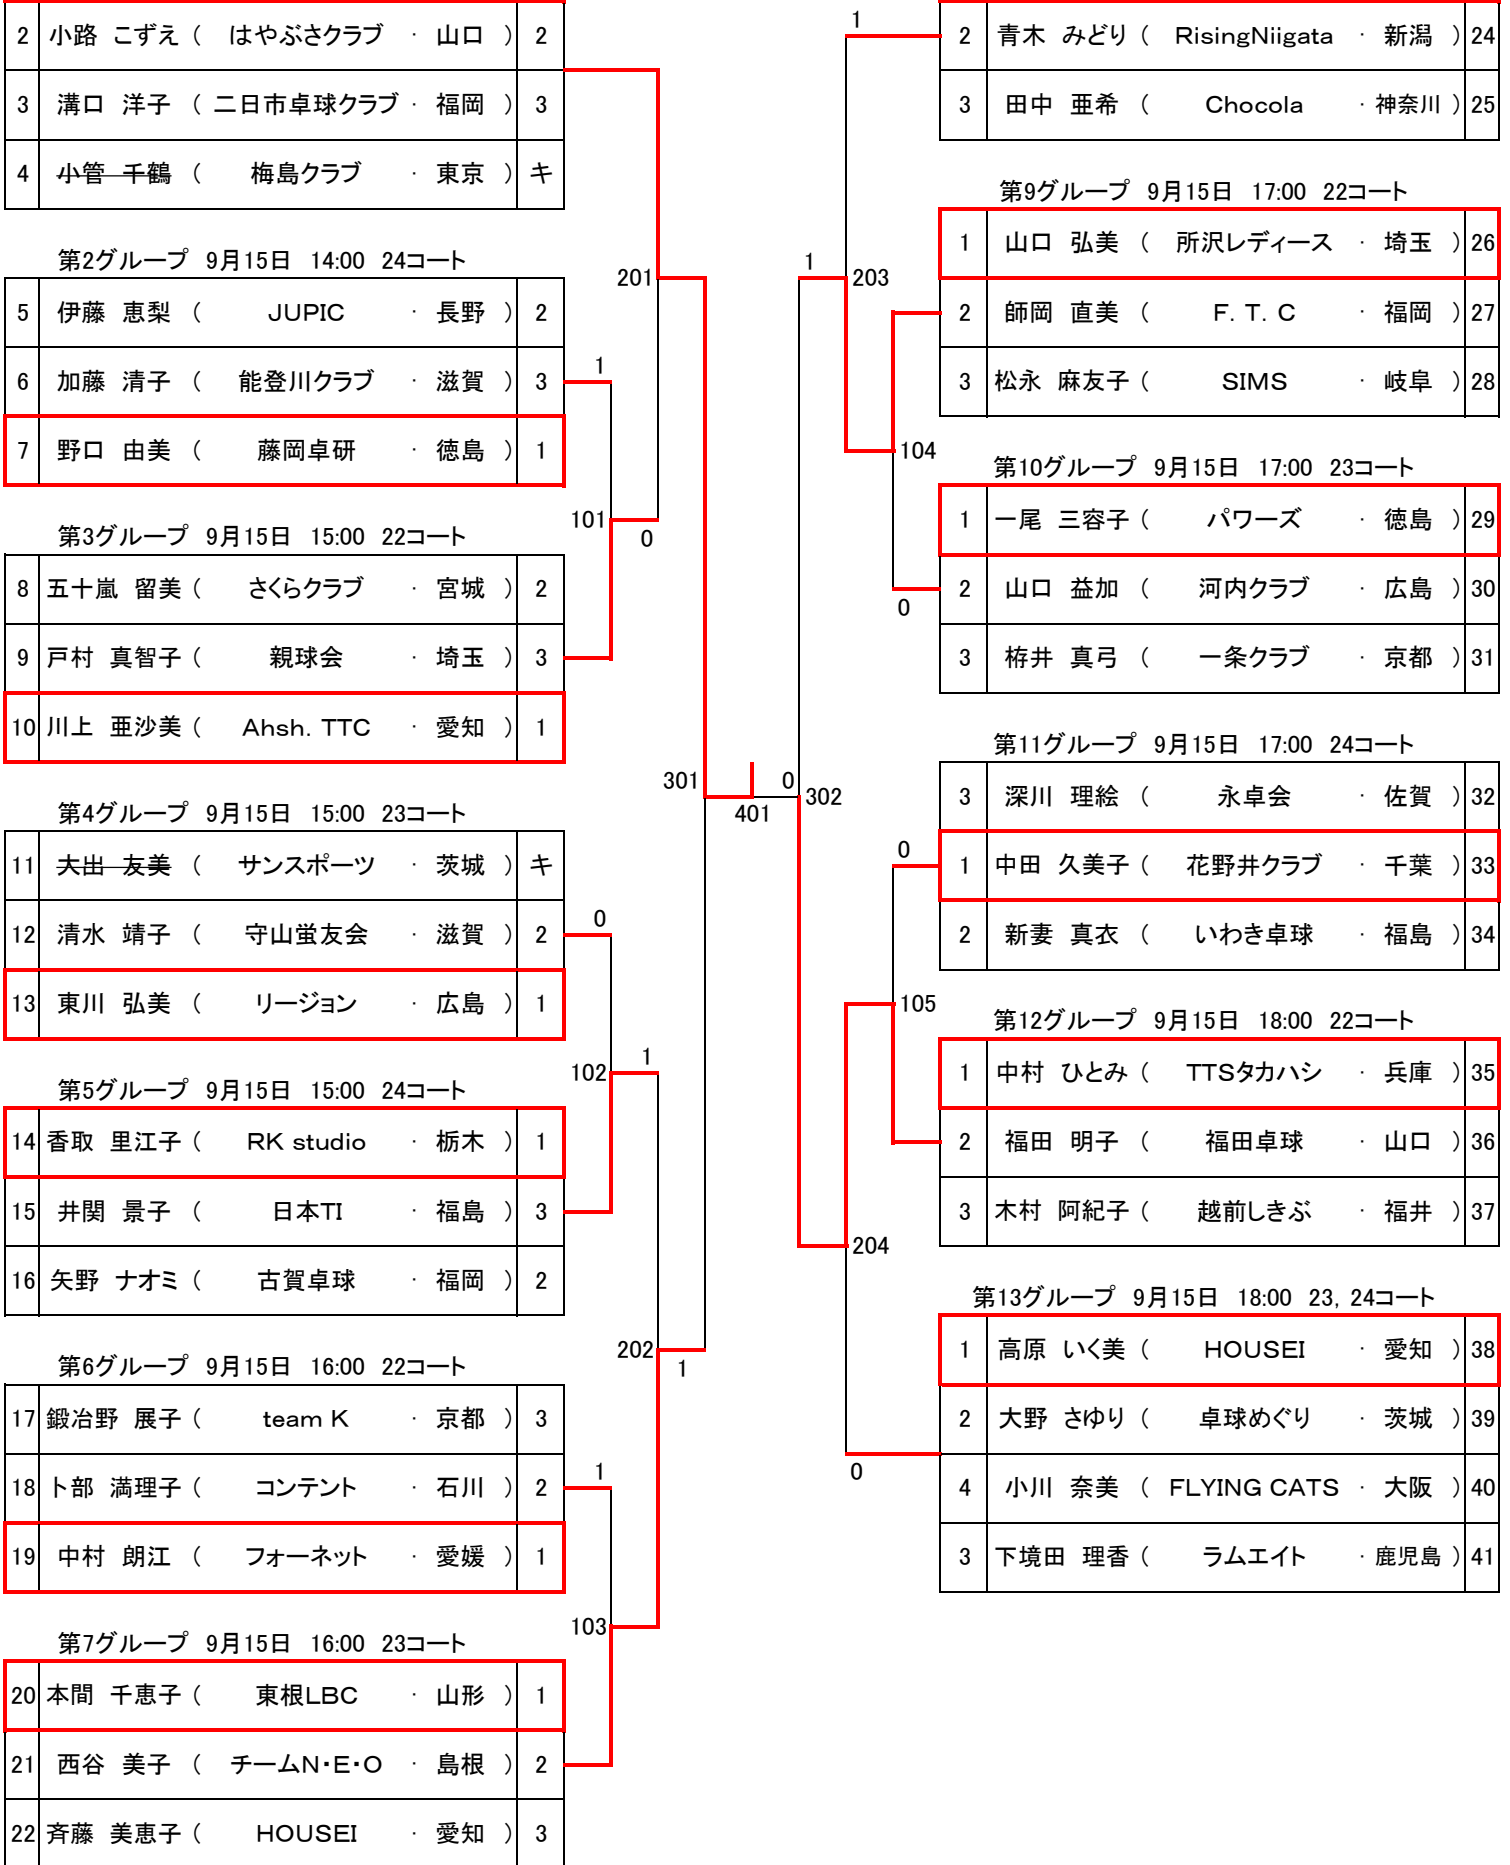 2 小路 こずえ ( はやぶさクラブ ・ 山口 ) 2
3 溝口 洋子 ( 二日市卓球クラブ ・ 福岡 ) 3
4 小管 千鶴 ( 梅島クラブ ・ 東京 ) キ
第2グループ 9月15日 14:00 24コート
5 伊藤 恵梨 ( JUPIC ・ 長野 ) 2
6 加藤 清子 ( 能登川クラブ ・ 滋賀 ) 3
7 野口 由美 ( 藤岡卓研 ・ 徳島 ) 1
第3グループ 9月15日 15:00 22コート
8 五十嵐 留美 ( さくらクラブ ・ 宮城 ) 2
9 戸村 真智子 ( 親球会 ・ 埼玉 ) 3
10 川上 亜沙美 ( Ahsh. TTC ・ 愛知 ) 1
第4グループ 9月15日 15:00 23コート
11 大出 友美 ( サンスポーツ ・ 茨城 ) キ
12 清水 靖子 ( 守山蛍友会 ・ 滋賀 ) 2
13 東川 弘美 ( リージョン ・ 広島 ) 1
第5グループ 9月15日 15:00 24コート
14 香取 里江子 ( RK studio ・ 栃木 ) 1
15 井関 景子 ( 日本TI ・ 福島 ) 3
16 矢野 ナオミ ( 古賀卓球 ・ 福岡 ) 2
第6グループ 9月15日 16:00 22コート
17 鍛冶野 展子 ( team K ・ 京都 ) 3
18 卜部 満理子 ( コンテント ・ 石川 ) 2
19 中村 朗江 ( フォーネット ・ 愛媛 ) 1
第7グループ 9月15日 16:00 23コート
20 本間 千恵子 ( 東根LBC ・ 山形 ) 1
21 西谷 美子 ( チームN・E・O ・ 島根 ) 2
22 斉藤 美恵子 ( HOUSEI ・ 愛知 ) 3
1
101
0
201
0
102
1
1
103
202
1
301
401
0
302
1
203
1
104
0
0
105
204
0
2 青木 みどり ( RisingNiigata ・ 新潟 ) 24
3 田中 亜希 ( Chocola ・ 神奈川 ) 25
第9グループ 9月15日 17:00 22コート
1 山口 弘美 ( 所沢レディース ・ 埼玉 ) 26
2 師岡 直美 ( F. T. C ・ 福岡 ) 27
3 松永 麻友子 ( SIMS ・ 岐阜 ) 28
第10グループ 9月15日 17:00 23コート
1 一尾 三容子 ( パワーズ ・ 徳島 ) 29
2 山口 益加 ( 河内クラブ ・ 広島 ) 30
3 栫井 真弓 ( 一条クラブ ・ 京都 ) 31
第11グループ 9月15日 17:00 24コート
3 深川 理絵 ( 永卓会 ・ 佐賀 ) 32
1 中田 久美子 ( 花野井クラブ ・ 千葉 ) 33
2 新妻 真衣 ( いわき卓球 ・ 福島 ) 34
第12グループ 9月15日 18:00 22コート
1 中村 ひとみ ( TTSタカハシ ・ 兵庫 ) 35
2 福田 明子 ( 福田卓球 ・ 山口 ) 36
3 木村 阿紀子 ( 越前しきぶ ・ 福井 ) 37
第13グループ 9月15日 18:00 23, 24コート
1 高原 いく美 ( HOUSEI ・ 愛知 ) 38
2 大野 さゆり ( 卓球めぐり ・ 茨城 ) 39
4 小川 奈美 ( FLYING CATS ・ 大阪 ) 40
3 下境田 理香 ( ラムエイト ・ 鹿児島 ) 41